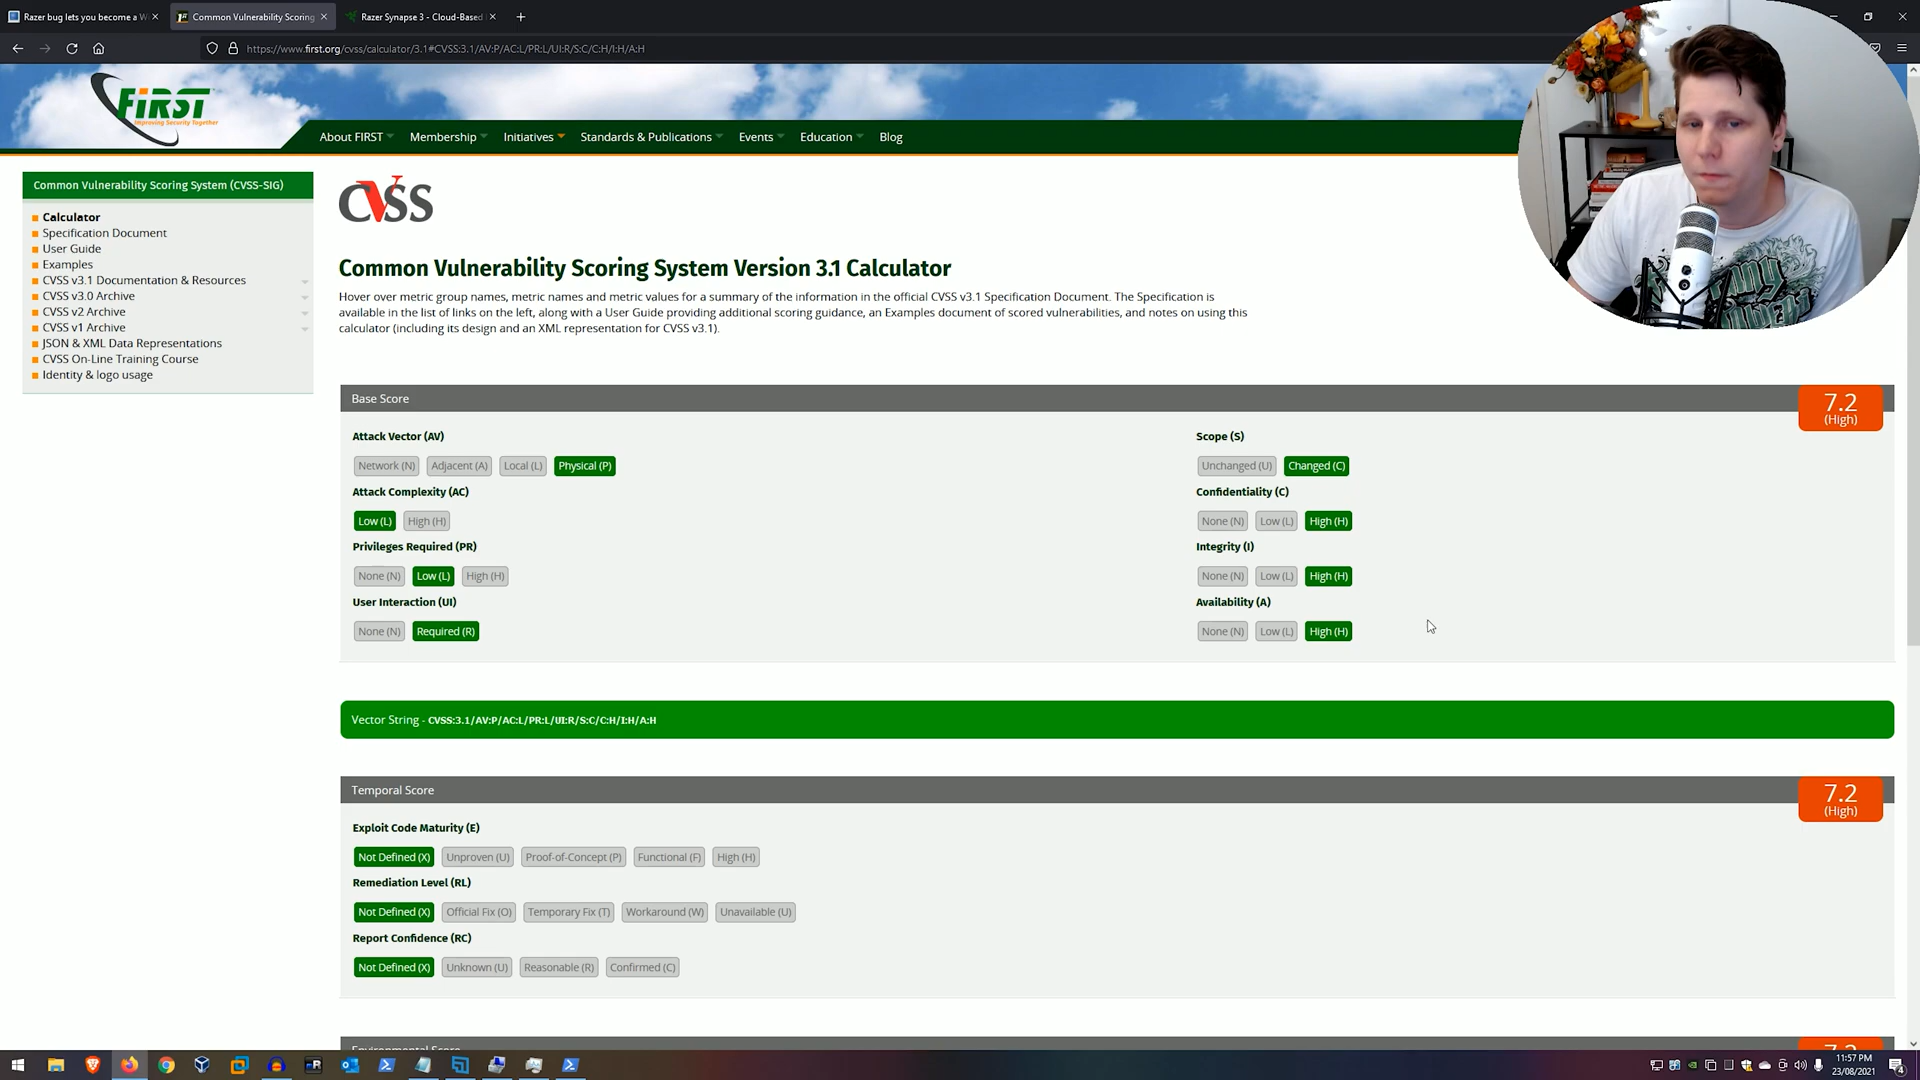 Razer bug lets you become a W
Common Vulnerability Scoring
Razer Synapse 3 - Cloud-Based
https://www.first.org/cvss/calculator/3.1#CVSS:3.1/AV:P/AC:L/PR:L/UI:R/S:C/C:H/I:H/A:H
FIRST
Improving Security Together
About FIRST
Membership
Initiatives
Standards & Publications
Events
Education
Blog
Common Vulnerability Scoring System (CVSS-SIG)
Calculator
Specification Document
User Guide
Examples
CVSS v3.1 Documentation & Resources
CVSS v3.0 Archive
CVSS v2 Archive
CVSS v1 Archive
JSON & XML Data Representations
CVSS On-Line Training Course
Identity & logo usage
CVSS
Common Vulnerability Scoring System Version 3.1 Calculator
Hover over metric group names, metric names and metric values for a summary of the information in the official CVSS v3.1 Specification Document. The Specification is
available in the list of links on the left, along with a User Guide providing additional scoring guidance, an Examples document of scored vulnerabilities, and notes on using this
calculator (including its design and an XML representation for CVSS v3.1).
Base Score
7.2
(High)
Attack Vector (AV)
Network (N) Adjacent (A) Local (L) Physical (P)
Attack Complexity (AC)
Low (L) High (H)
Privileges Required (PR)
None (N) Low (L) High (H)
User Interaction (UI)
None (N) Required (R)
Scope (S)
Unchanged (U) Changed (C)
Confidentiality (C)
None (N) Low (L) High (H)
Integrity (I)
None (N) Low (L) High (H)
Availability (A)
None (N) Low (L) High (H)
Vector String - CVSS:3.1/AV:P/AC:L/PR:L/UI:R/S:C/C:H/I:H/A:H
Temporal Score
7.2
(High)
Exploit Code Maturity (E)
Not Defined (X) Unproven (U) Proof-of-Concept (P) Functional (F) High (H)
Remediation Level (RL)
Not Defined (X) Official Fix (O) Temporary Fix (T) Workaround (W) Unavailable (U)
Report Confidence (RC)
Not Defined (X) Unknown (U) Reasonable (R) Confirmed (C)
Environmental Score
7.2
11:57 PM
23/08/2021